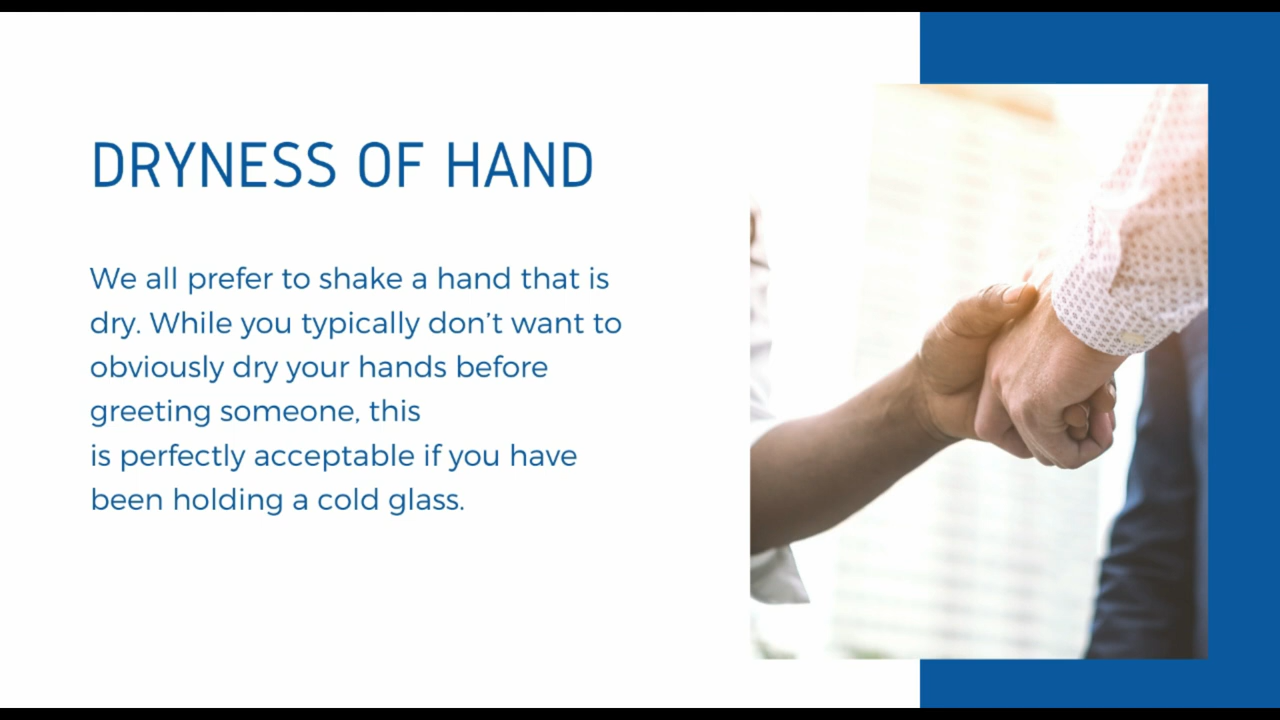 DRYNESS OF HAND
We all prefer to shake a hand that is
dry. While you typically don’t want to
obviously dry your hands before
greeting someone, this
is perfectly acceptable if you have
been holding a cold glass.